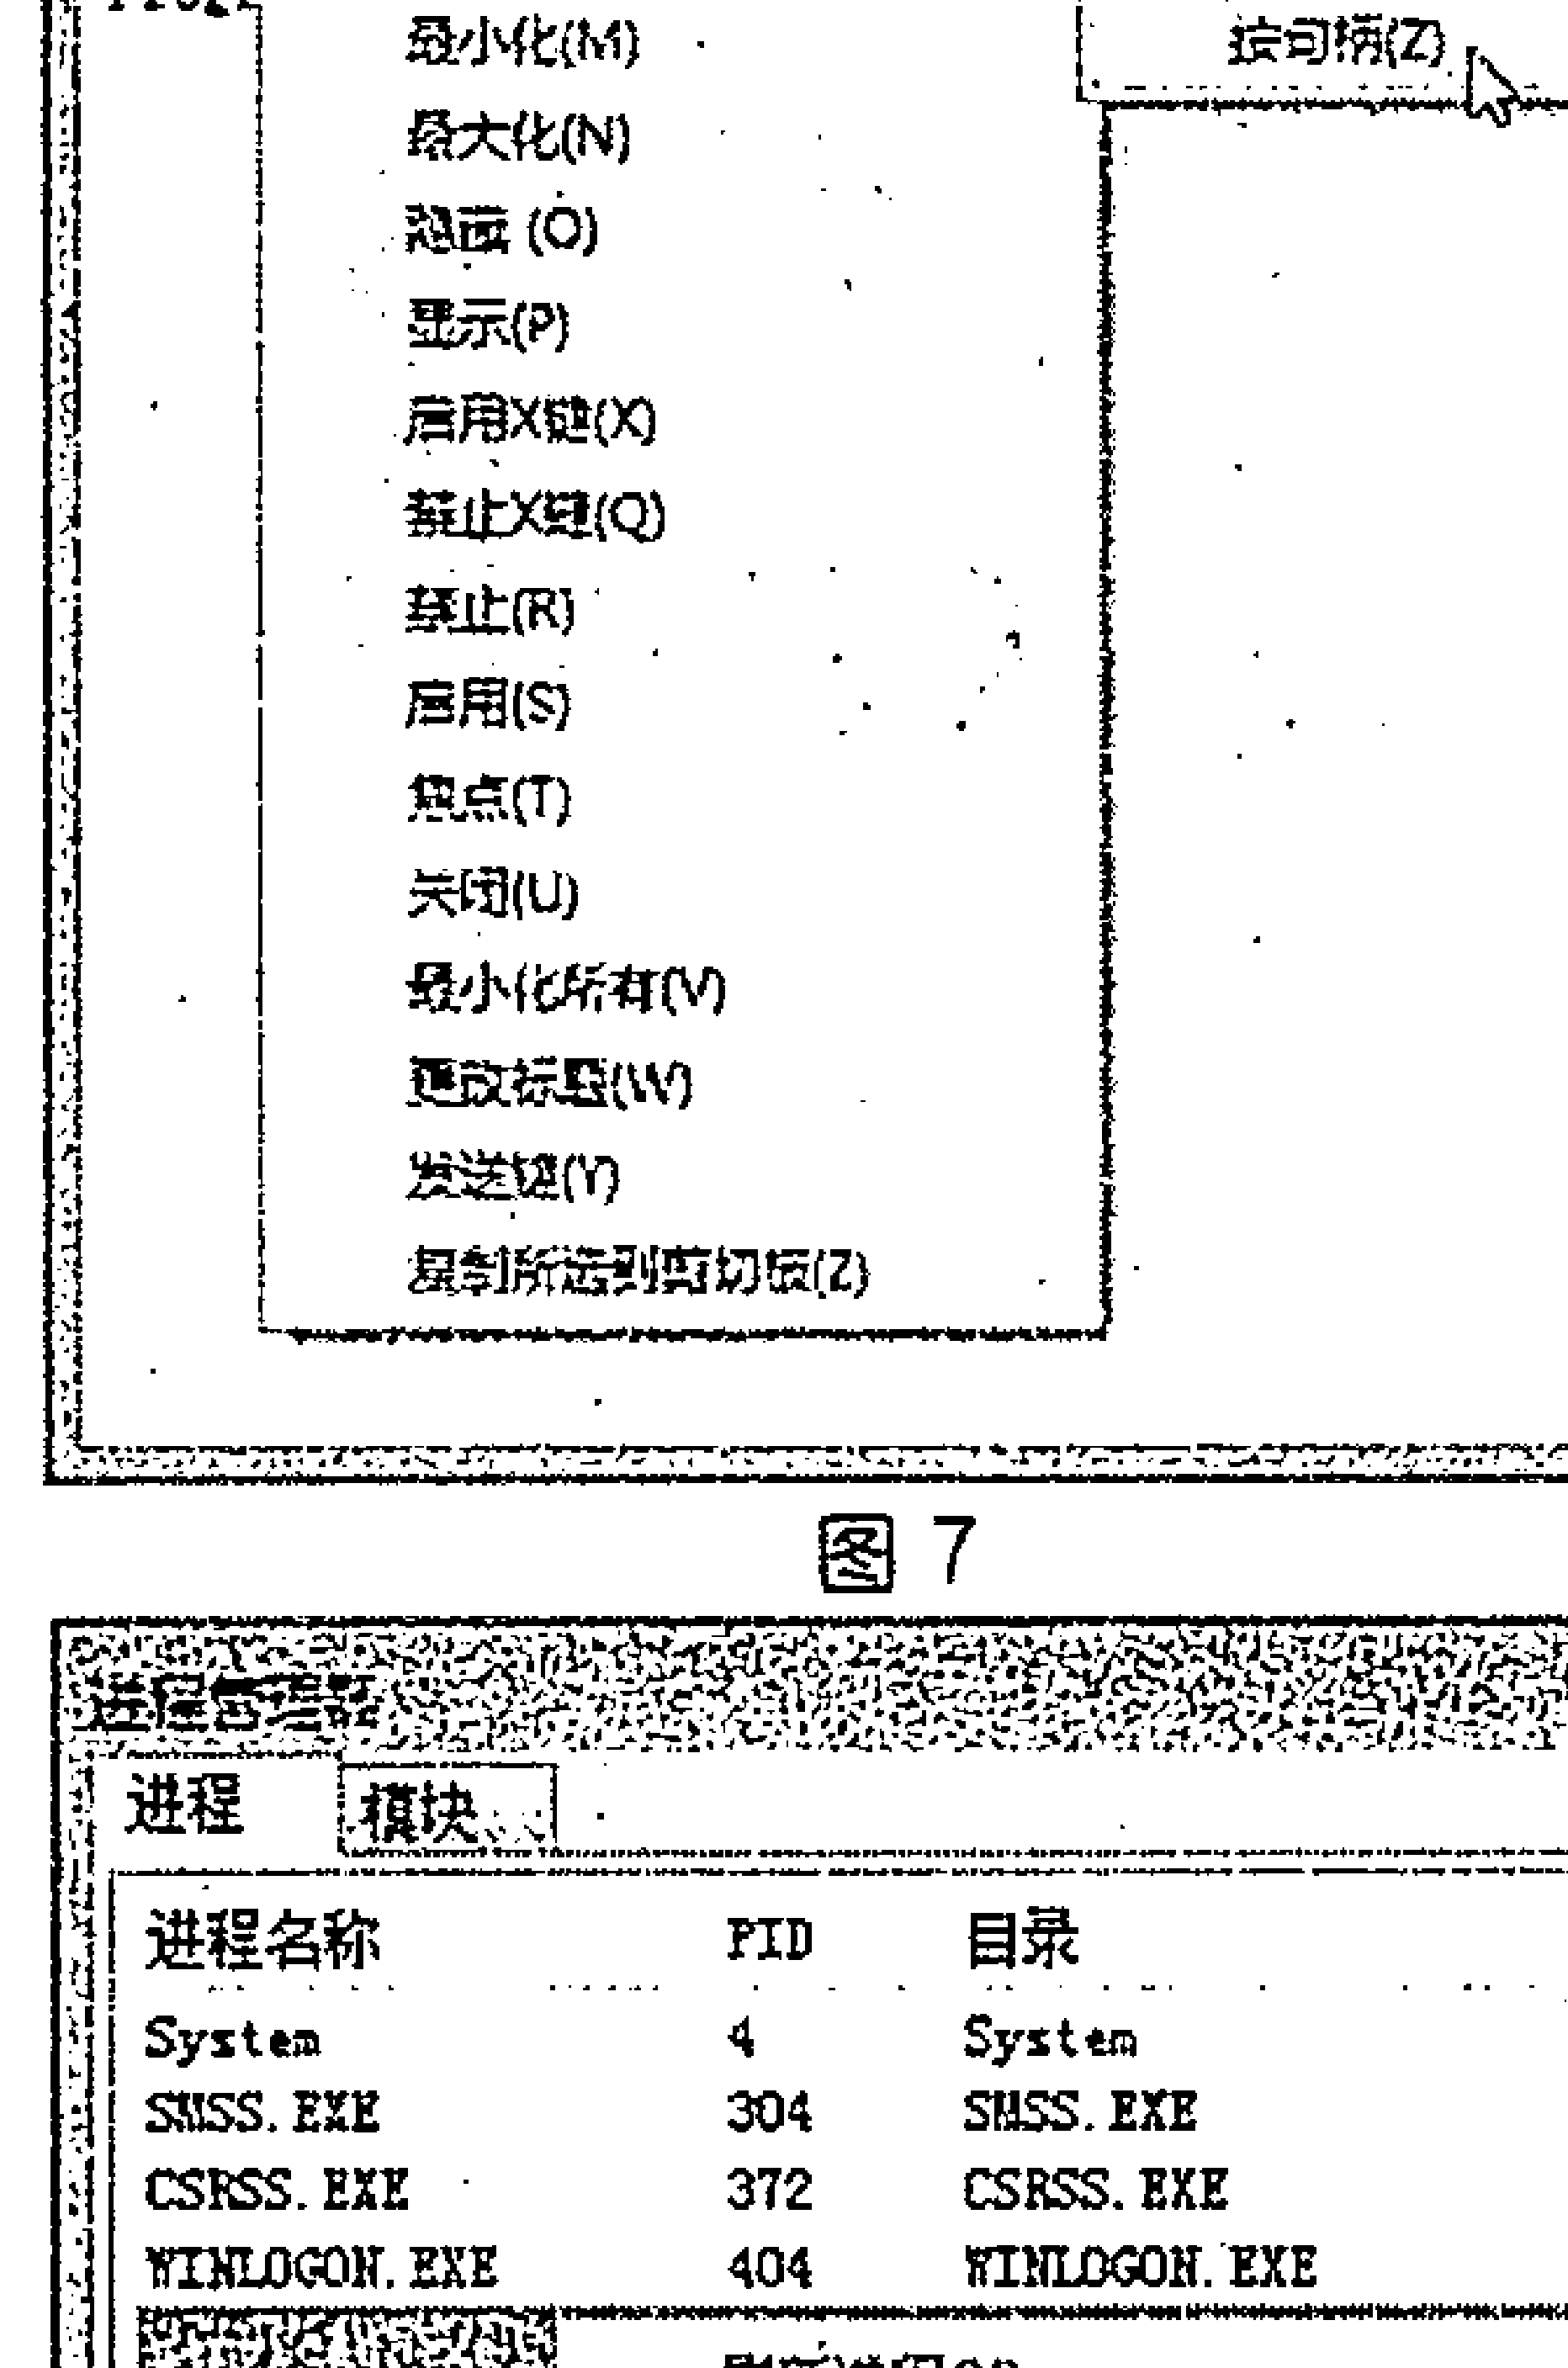 最小化(M)
按句柄(Z)
最大化(N)
隐藏 (O)
显示(P)
启用X键(X)
禁止X键(Q)
禁止(R)
启用(S)
焦点(T)
关闭(U)
最小化所有(V)
更改标题(W)
发送键(Y)
复制所选到剪切板(Z)
图 7
进程管理器
进程 模块
进程名称 PID 目录
System 4 System
SMSS.EXE 304 SMSS.EXE
CSRSS.EXE 372 CSRSS.EXE
WINLOGON.EXE 404 WINLOGON.EXE